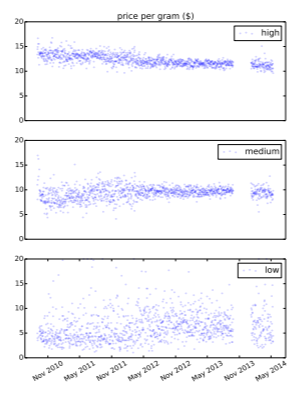 price per gram ($)
20
15
10
5
0
high
20
15
10
5
0
medium
20
15
10
5
0
low
Nov 2010
May 2011
Nov 2011
May 2012
Nov 2012
May 2013
Nov 2013
May 2014